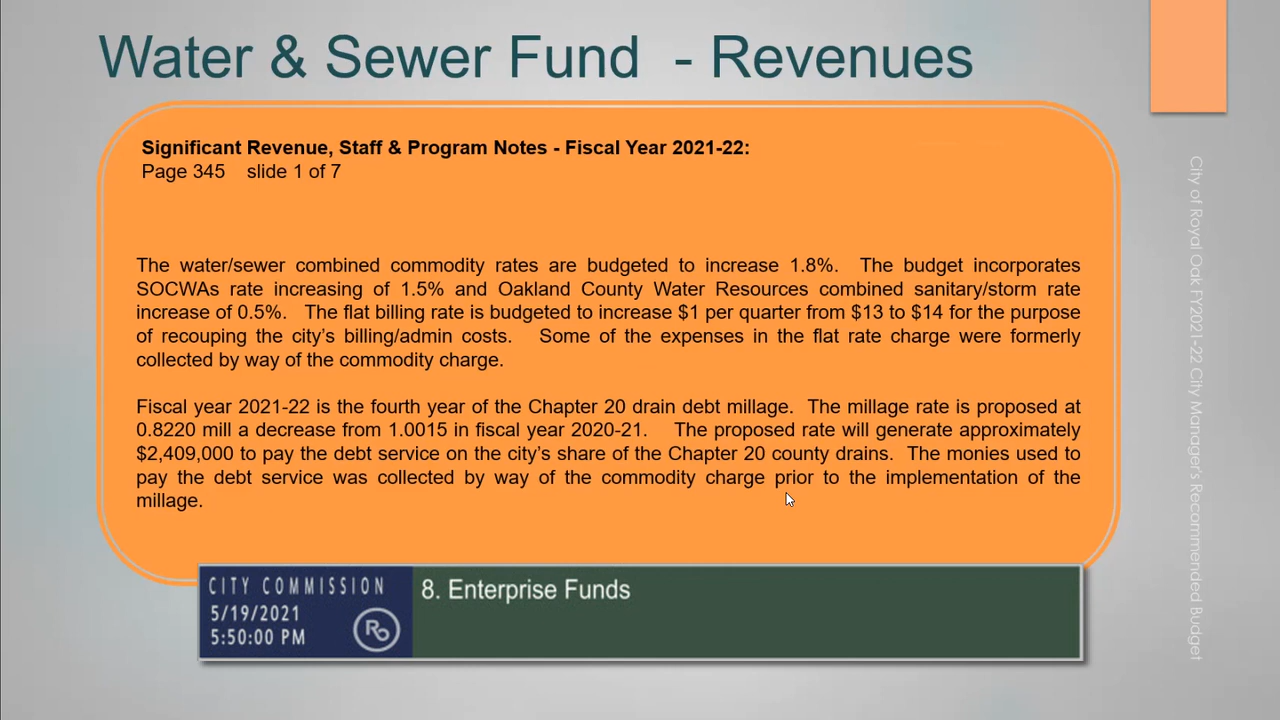 Water & Sewer Fund - Revenues
Significant Revenue, Staff & Program Notes - Fiscal Year 2021-22:
Page 345 slide 1 of 7
The water/sewer combined commodity rates are budgeted to increase 1.8%. The budget incorporates
SOCWAs rate increasing of 1.5% and Oakland County Water Resources combined sanitary/storm rate
increase of 0.5%. The flat billing rate is budgeted to increase $1 per quarter from $13 to $14 for the purpose
of recouping the city’s billing/admin costs. Some of the expenses in the flat rate charge were formerly
collected by way of the commodity charge.
Fiscal year 2021-22 is the fourth year of the Chapter 20 drain debt millage. The millage rate is proposed at
0.8220 mill a decrease from 1.0015 in fiscal year 2020-21. The proposed rate will generate approximately
$2,409,000 to pay the debt service on the city’s share of the Chapter 20 county drains. The monies used to
pay the debt service was collected by way of the commodity charge prior to the implementation of the
millage.
City of Royal Oak FY2021-22 City Manager's Recommended Budget
CITY COMMISSION
5/19/2021
5:50:00 PM
Ro
8. Enterprise Funds